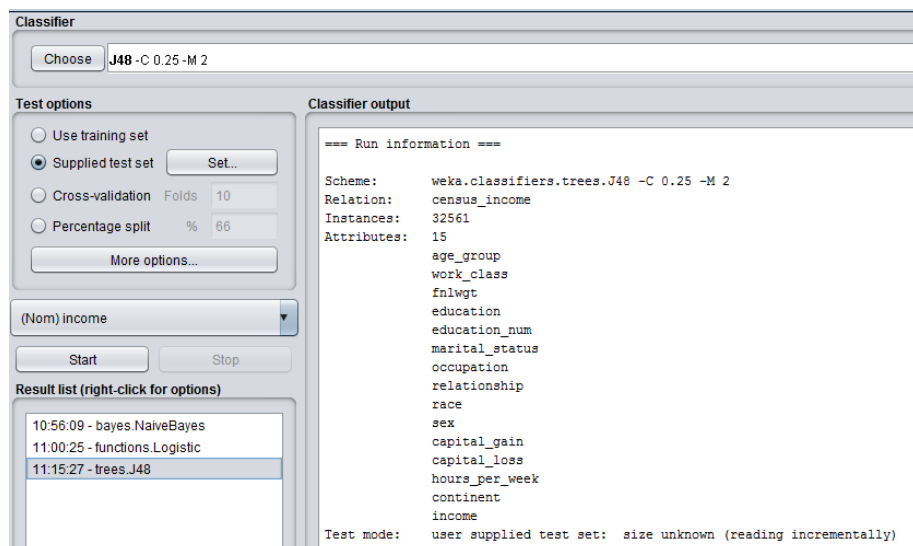 Classifier
Choose J48 -C 0.25 -M 2
Test options
Use training set
Supplied test set Set...
Cross-validation Folds 10
Percentage split % 66
More options...
(Nom) income
Start Stop
Result list (right-click for options)
10:56:09 - bayes.NaiveBayes
11:00:25 - functions.Logistic
11:15:27 - trees.J48
Classifier output
=== Run information ===
Scheme: weka.classifiers.trees.J48 -C 0.25 -M 2
Relation: census_income
Instances: 32561
Attributes: 15
age_group
work_class
fnlwgt
education
education_num
marital_status
occupation
relationship
race
sex
capital_gain
capital_loss
hours_per_week
continent
income
Test mode: user supplied test set: size unknown (reading incrementally)